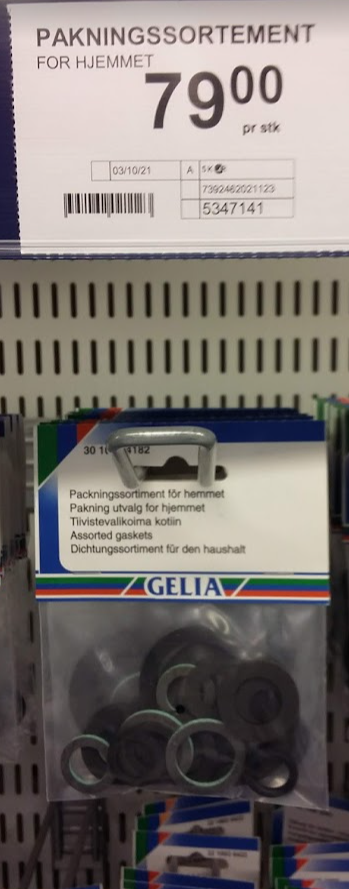 PAKNINGSSORTEMENT
FOR HJEMMET
7900
pr stk
03/10/21 A
7392462021123
5347141
4182
Packningssortiment för hemmet
Pakning utvalg for hjemmet
Tiivistevalikoima kotiin
Assorted gaskets
Dichtungssortiment für den haushalt
GELIA